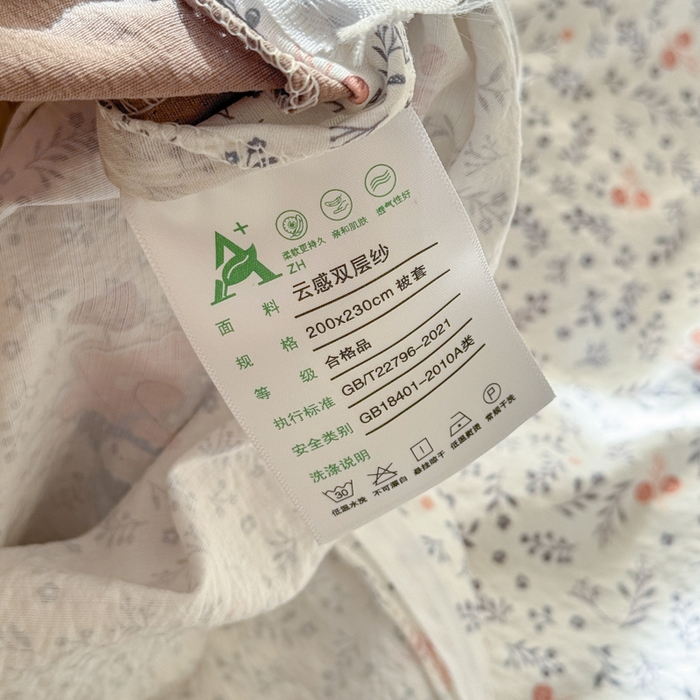 A+
ZH
柔软更持久 亲和肌肤 透气性好
面料 云感双层纱
规格 200x230cm 被套
等级 合格品
执行标准 GB/T22796-2021
安全类别 GB18401-2010A类
洗涤说明
30 P
低温水洗 不可漂白 悬挂晾干 低温熨烫 常规干洗